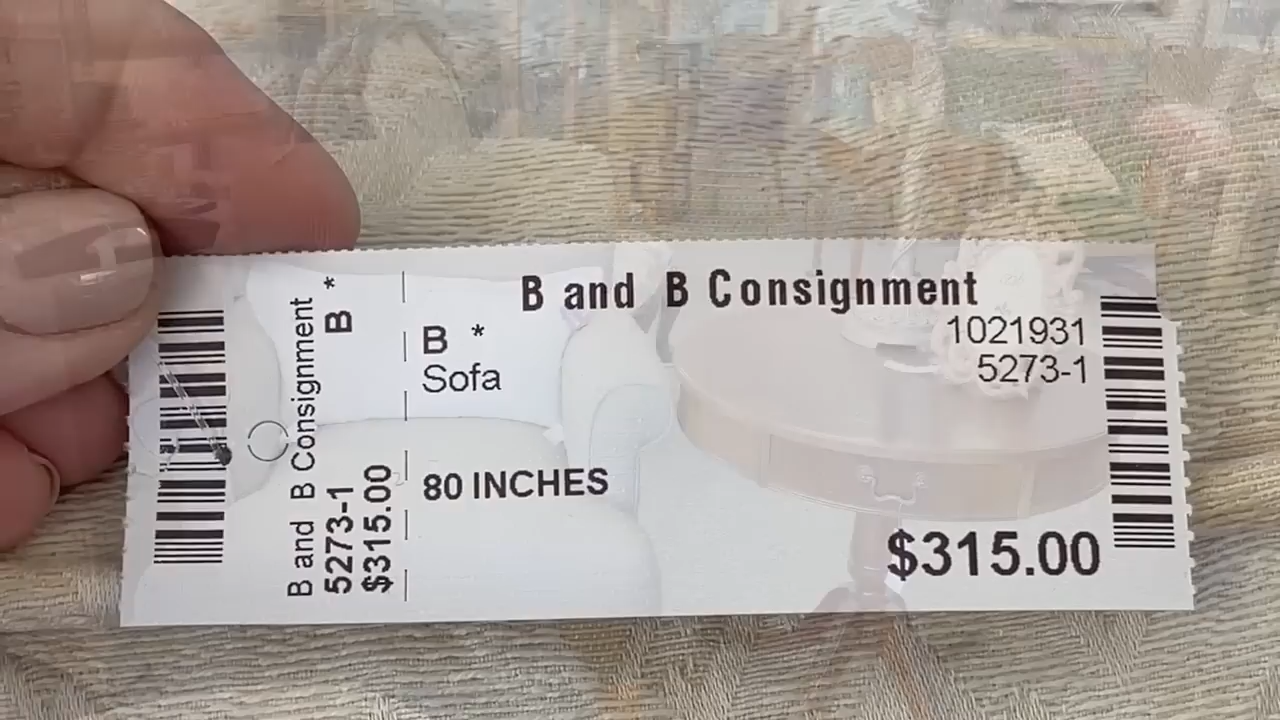 B and B Consignment
B *
5273-1
$315.00
B and B Consignment
1021931
5273-1
B *
Sofa
80 INCHES
$315.00